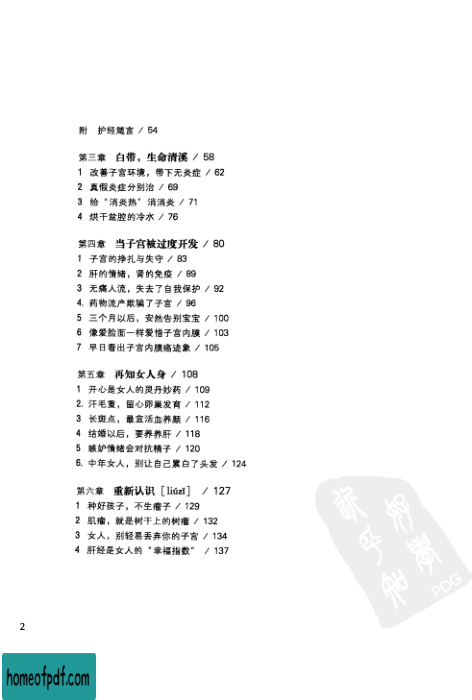 附 护经箴言 / 54
第三章 白带，生命清溪 / 58
1 改善子宫环境，带下无炎症 / 62
2 真假炎症分别治 / 69
3 给“消炎热”消消炎 / 71
4 烘干盆腔的冷水 / 76
第四章 当子宫被过度开发 / 80
1 子宫的挣扎与失守 / 83
2 肝的情绪，肾的免疫 / 89
3 无痛人流，失去了自我保护 / 92
4. 药物流产欺骗了子宫 / 96
5 三个月以后，安然告别宝宝 / 100
6 像爱脸面一样爱惜子宫内膜 / 103
7 早日看出子宫内膜癌迹象 / 105
第五章 再知女人身 / 108
1 开心是女人的灵丹妙药 / 109
2. 汗毛重，留心卵巢发育 / 112
3 长斑点，最宜活血养颜 / 116
4 结婚以后，要养养肝 / 118
5 嫉妒情绪会对抗精子 / 120
6. 中年女人，别让自己累白了头发 / 124
第六章 重新认识［liúzǐ］ / 127
1 种好孩子，不生瘤子 / 129
2 肌瘤，就是树干上的树瘤 / 132
3 女人，别轻易丢弃你的子宫 / 134
4 肝经是女人的“幸福指数” / 137
PDG
2
homeofpdf.com